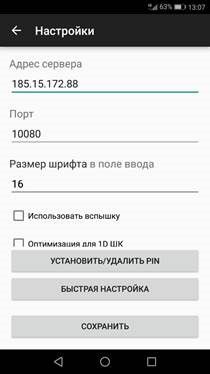 63% 13:07
Настройки
Адрес сервера
185.15.172.88
Порт
10080
Размер шрифта в поле ввода
16
Использовать вспышку
Оптимизация для 1D ШК
УСТАНОВИТЬ/УДАЛИТЬ PIN
БЫСТРАЯ НАСТРОЙКА
СОХРАНИТЬ